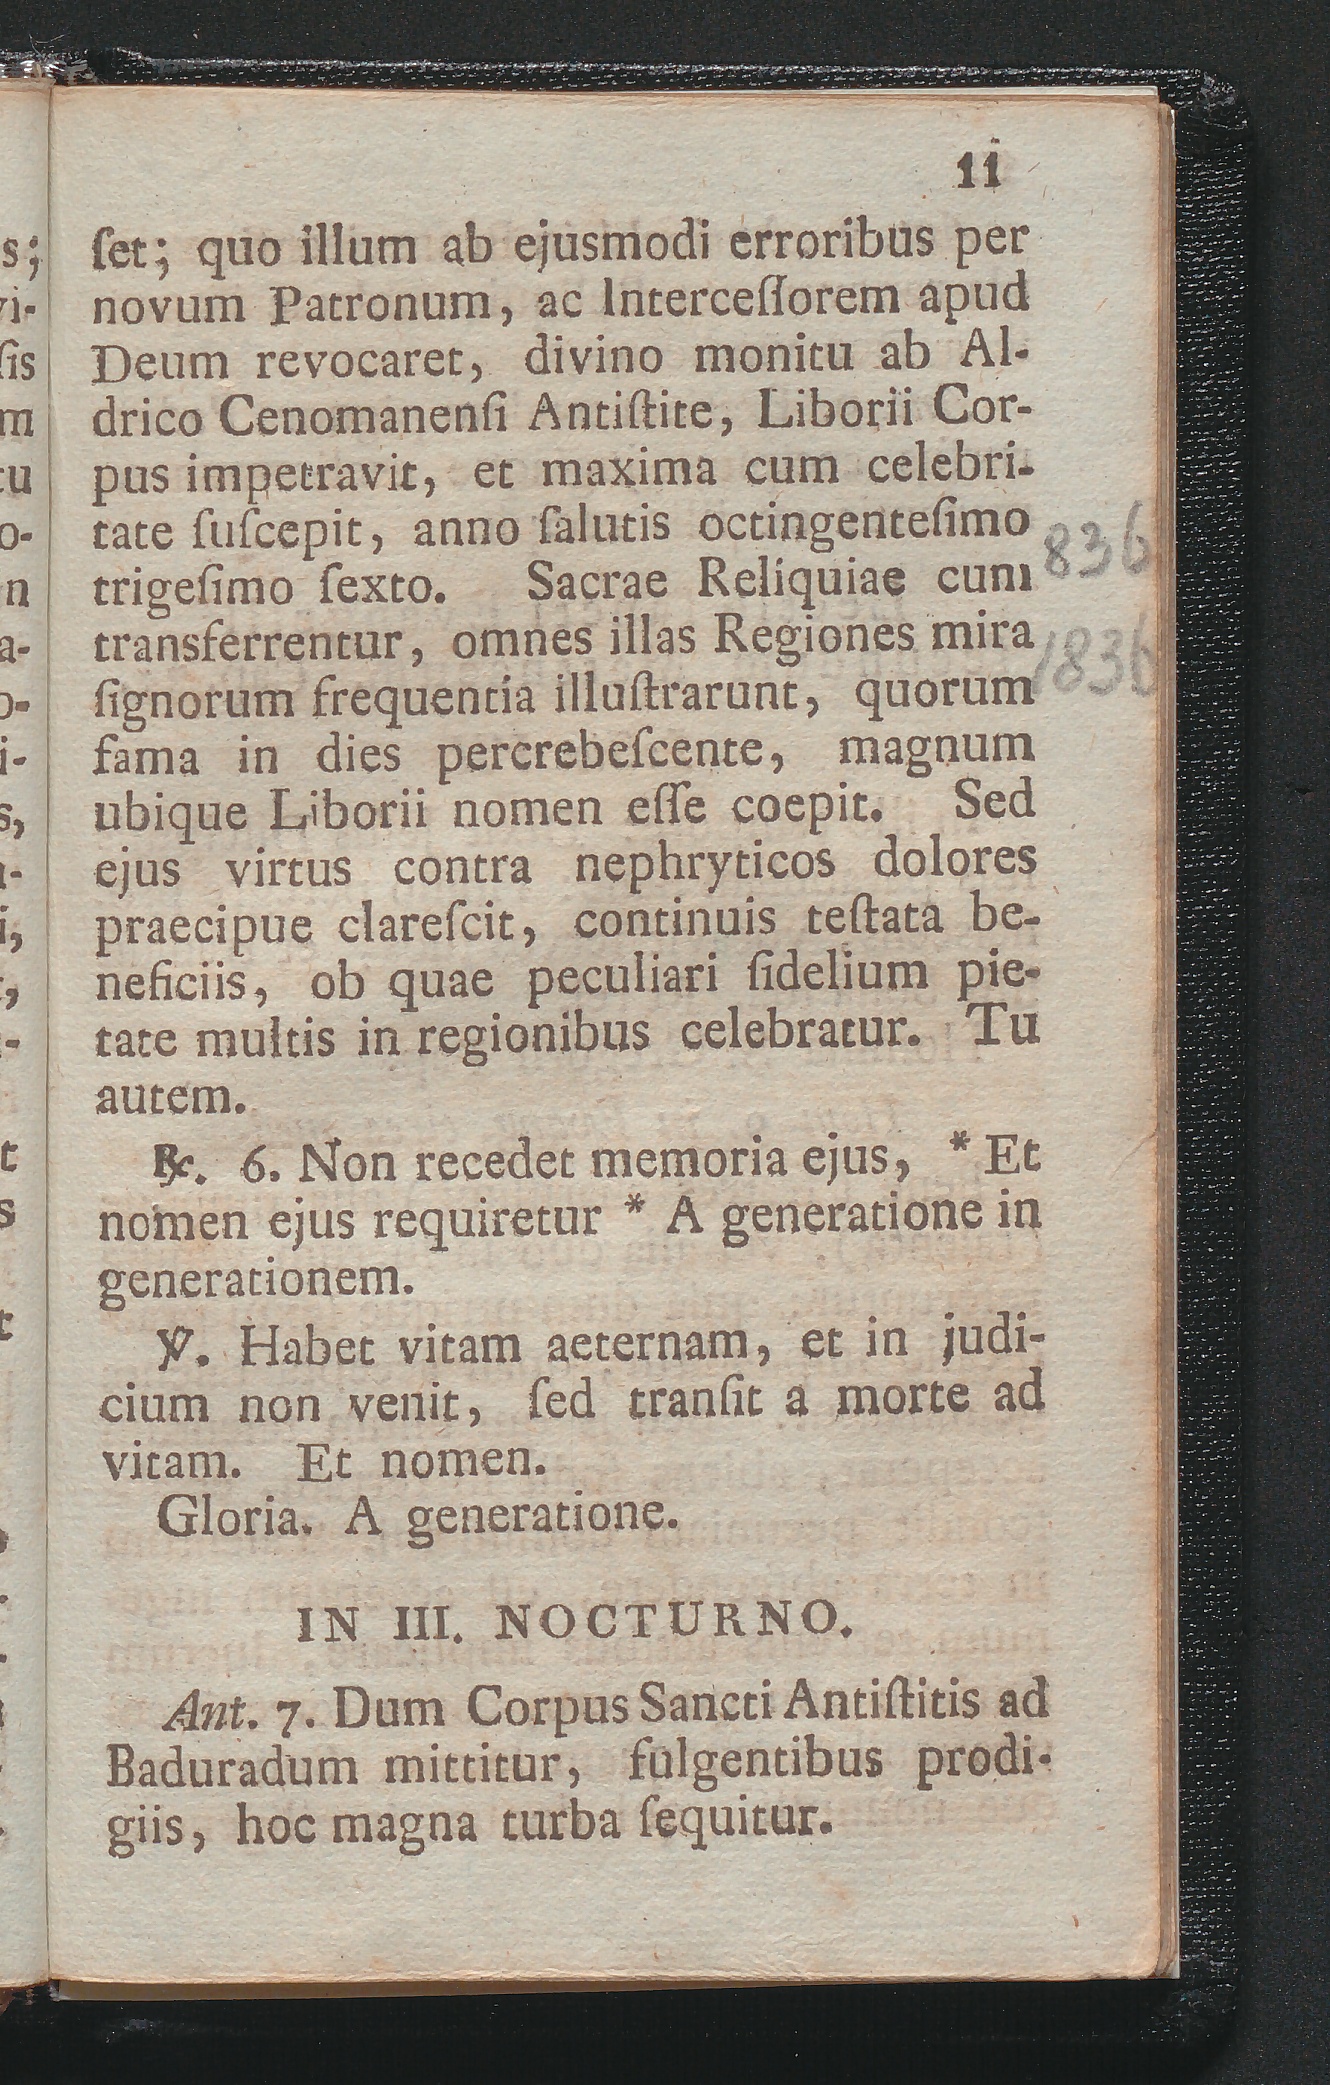 11
ſet; quo illum ab ejusmodi erroribus per
novum Patronum, ac Interceſſorem apud
Deum revocaret, divino monitu ab Al-
drico Cenomanenſi Antiſtite, Liborii Cor-
pus impetravit, et maxima cum celebri-
tate ſuſcepit, anno ſalutis octingenteſimo
836
trigeſimo ſexto. Sacrae Reliquiae cum
transferrentur, omnes illas Regiones mira
1836
ſignorum frequentia illuſtrarunt, quorum
fama in dies percrebeſcente, magnum
ubique Liborii nomen eſſe coepit. Sed
ejus virtus contra nephryticos dolores
praecipue clareſcit, continuis teſtata be-
neficiis, ob quae peculiari fidelium pie-
tate multis in regionibus celebratur. Tu
autem.
℟. 6. Non recedet memoria ejus, * Et
nomen ejus requiretur * A generatione in
generationem.
℣. Habet vitam aeternam, et in judi-
cium non venit, ſed tranſit a morte ad
vitam. Et nomen.
Gloria. A generatione.
IN III. NOCTURNO.
Ant. 7. Dum Corpus Sancti Antiſtitis ad
Baduradum mittitur, fulgentibus prodi-
giis, hoc magna turba ſequitur.